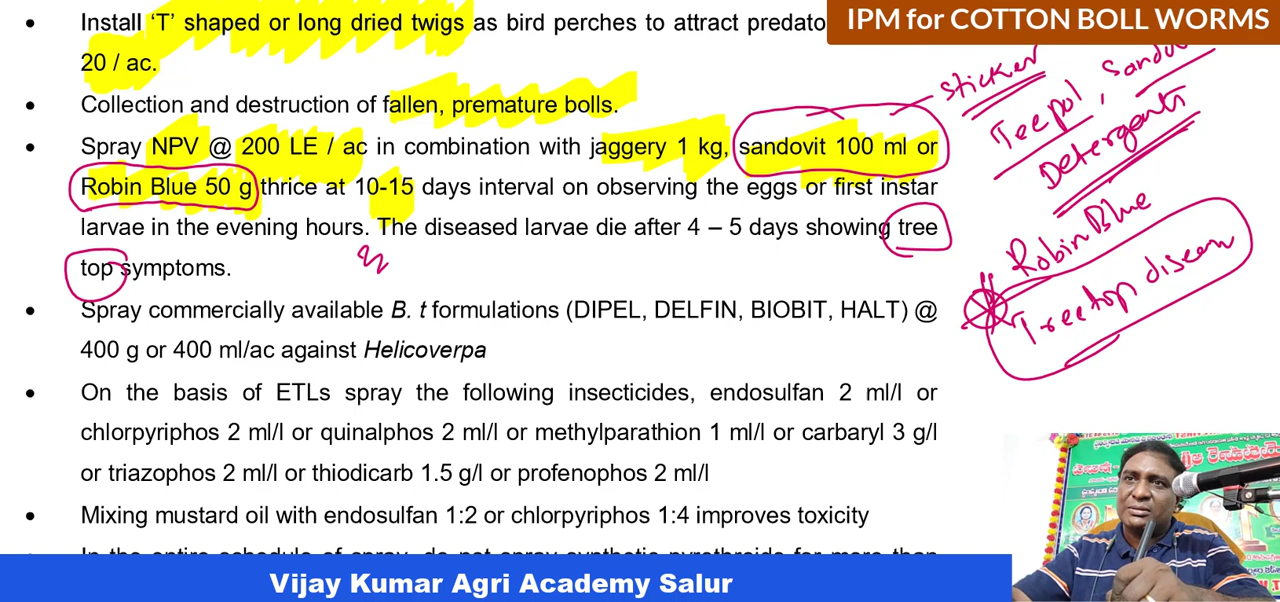 IPM for COTTON BOLL WORMS
• Install ‘T’ shaped or long dried twigs as bird perches to attract
20 / ac.
• Collection and destruction of fallen, premature bolls.
• Spray NPV @ 200 LE / ac in combination with jaggery 1 kg, sandovit 100 ml or
Robin Blue 50 g thrice at 10-15 days interval on observing the eggs or first instar
larvae in the evening hours. The diseased larvae die after 4 – 5 days showing tree
top symptoms.
• Spray commercially available B. t formulations (DIPEL, DELFIN, BIOBIT, HALT) @
400 g or 400 ml/ac against Helicoverpa
• On the basis of ETLs spray the following insecticides, endosulfan 2 ml/l or
chlorpyriphos 2 ml/l or quinalphos 2 ml/l or methylparathion 1 ml/l or carbaryl 3 g/l
or triazophos 2 ml/l or thiodicarb 1.5 g/l or profenophos 2 ml/l
• Mixing mustard oil with endosulfan 1:2 or chlorpyriphos 1:4 improves toxicity
Sticker
Teepol,
Detergents
Robin Blue
Tree top
Vijay Kumar Agri Academy Salur